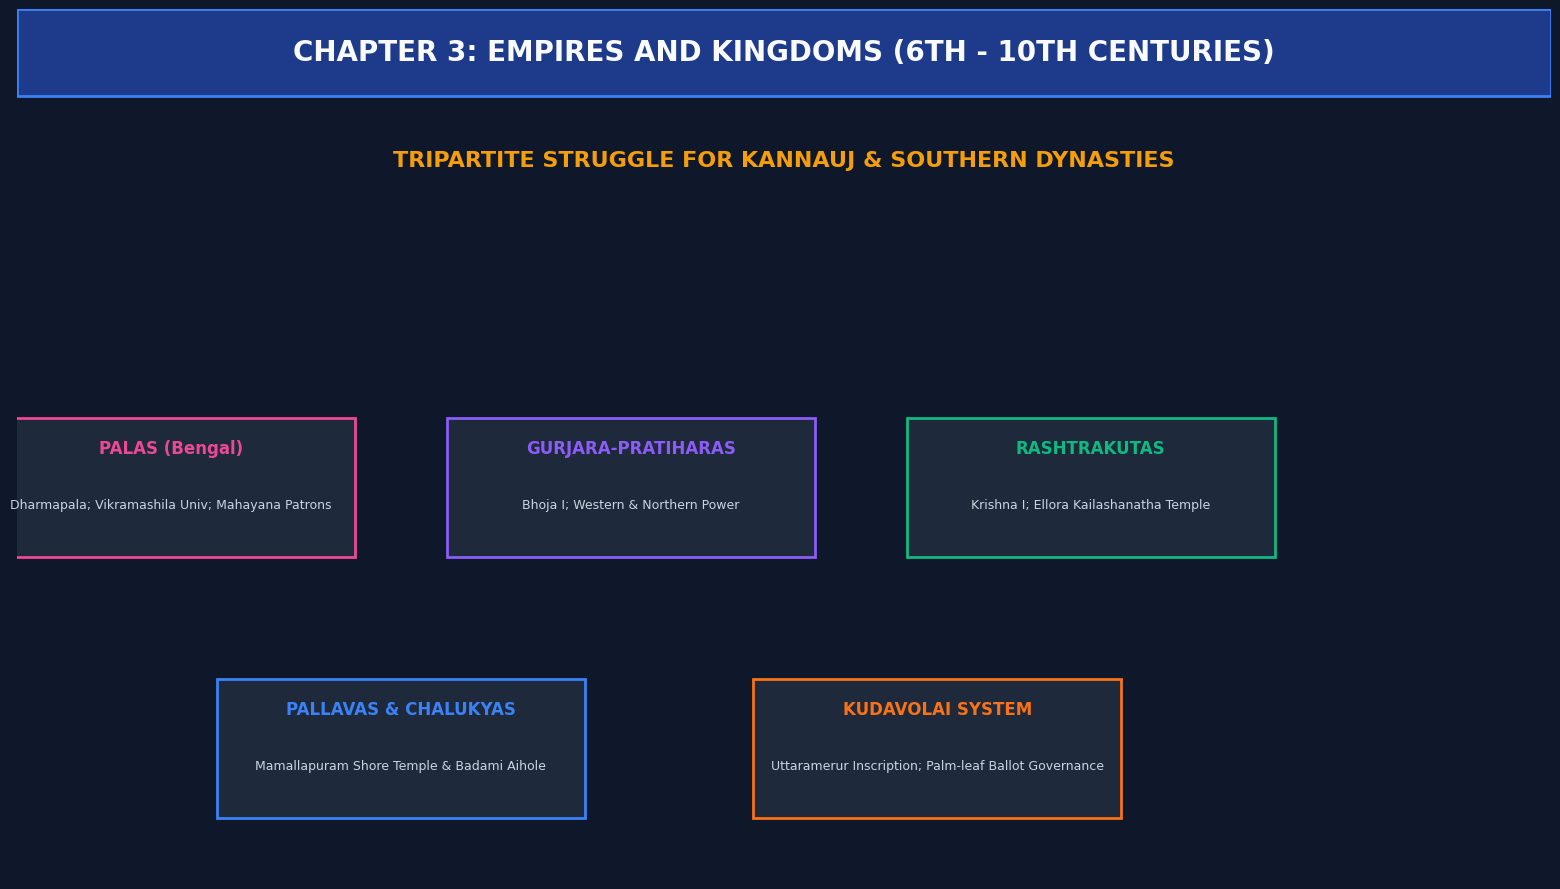 CHAPTER 3: EMPIRES AND KINGDOMS (6TH - 10TH CENTURIES)
TRIPARTITE STRUGGLE FOR KANNAUJ & SOUTHERN DYNASTIES
PALAS (Bengal)
Dharmapala; Vikramashila Univ; Mahayana Patrons
GURJARA-PRATIHARAS
Bhoja I; Western & Northern Power
RASHTRAKUTAS
Krishna I; Ellora Kailashanatha Temple
PALLAVAS & CHALUKYAS
Mamallapuram Shore Temple & Badami Aihole
KUDAVOLAI SYSTEM
Uttaramerur Inscription; Palm-leaf Ballot Governance